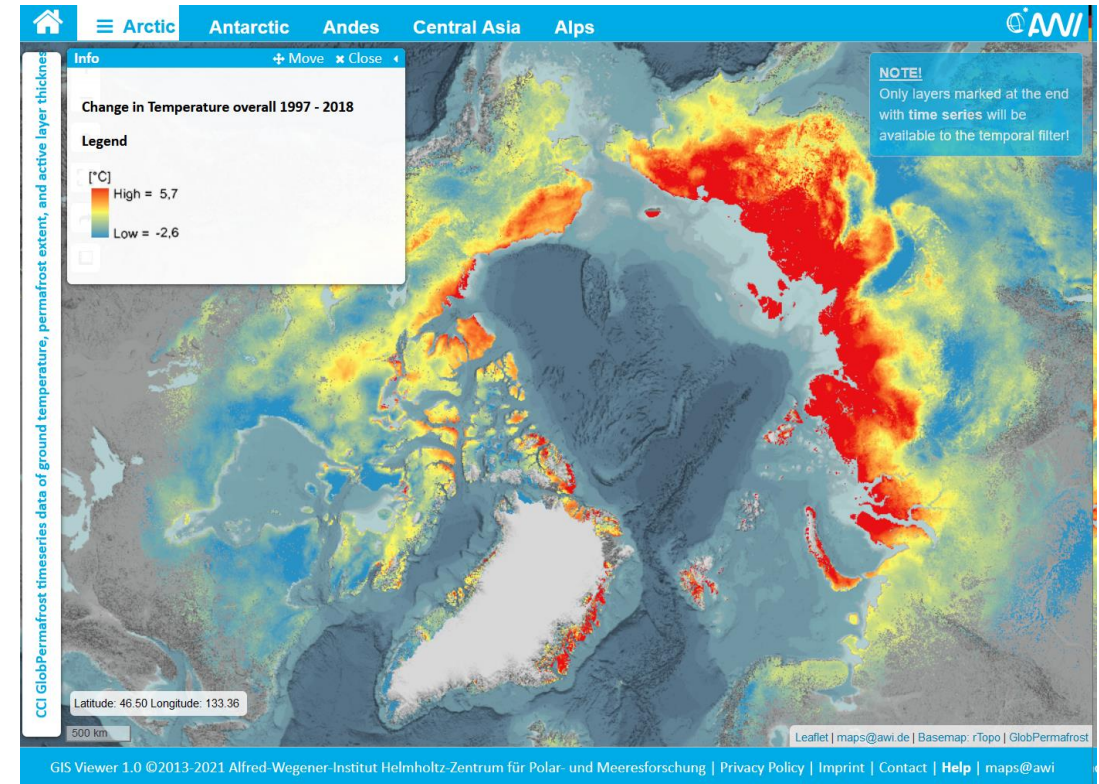 Arctic
Antarctic
Andes
Central Asia
Alps
AWI
CCI GlobPermafrost timeseries data of ground temperature, permafrost extent, and active layer thicknes
Info
Move
Close
Change in Temperature overall 1997 - 2018
Legend
[°C]
High = 5,7
Low = -2,6
NOTE!
Only layers marked at the end
with time series will be
available to the temporal filter!
Latitude: 46.50 Longitude: 133.36
500 km
Leaflet | maps@awi.de | Basemap: rTopo | GlobPermafrost
GIS Viewer 1.0 ©2013-2021 Alfred-Wegener-Institut Helmholtz-Zentrum für Polar- und Meeresforschung | Privacy Policy | Imprint | Contact | Help | maps@awi